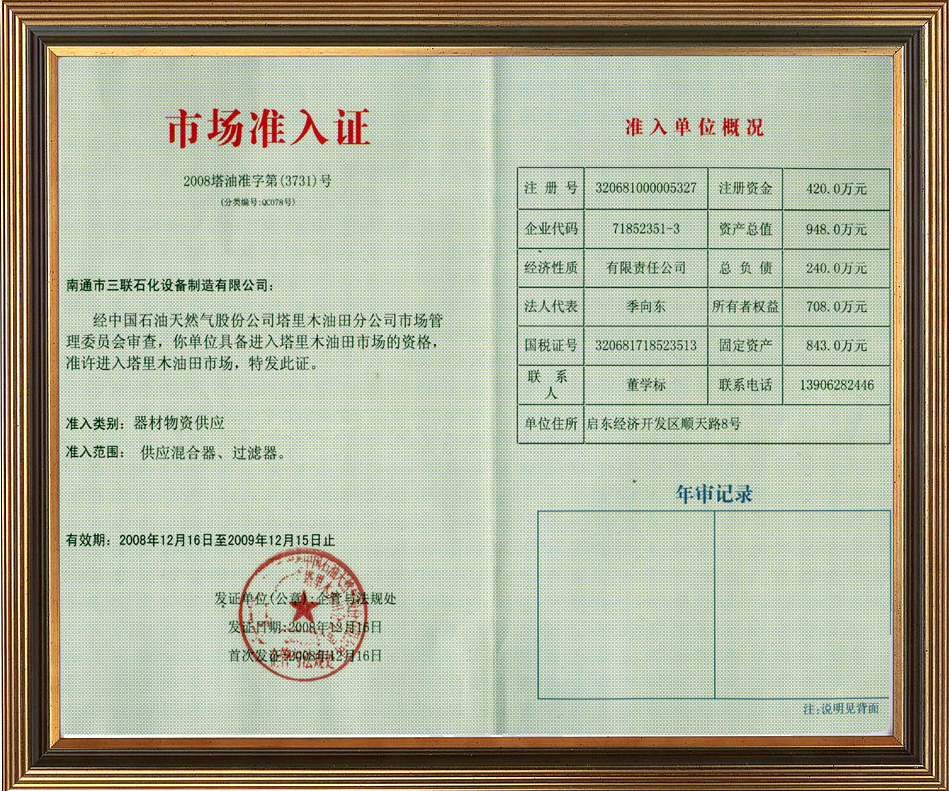 市场准入证
2008塔油准字第(3731)号
(分类编号:QC078号)
南通市三联石化设备制造有限公司:
经中国石油天然气股份公司塔里木油田分公司市场管
理委员会审查，你单位具备进入塔里木油田市场的资格，
准许进入塔里木油田市场，特发此证。
准入类别: 器材物资供应
准入范围: 供应混合器、过滤器。
有效期: 2008年12月16日至2009年12月15日止
发证单位(公章):企管与法规处
发证日期:2008年12月16日
首次发证:2008年12月16日
准入单位概况
注 册 号 320681000005327 注册资金 420.0万元
企业代码 71852351-3 资产总值 948.0万元
经济性质 有限责任公司 总 负 债 240.0万元
法人代表 季向东 所有者权益 708.0万元
国税证号 320681718523513 固定资产 843.0万元
联 系
人 董学标 联系电话 13906282446
单位住所 启东经济开发区顺天路8号
年审记录
注:说明见背面